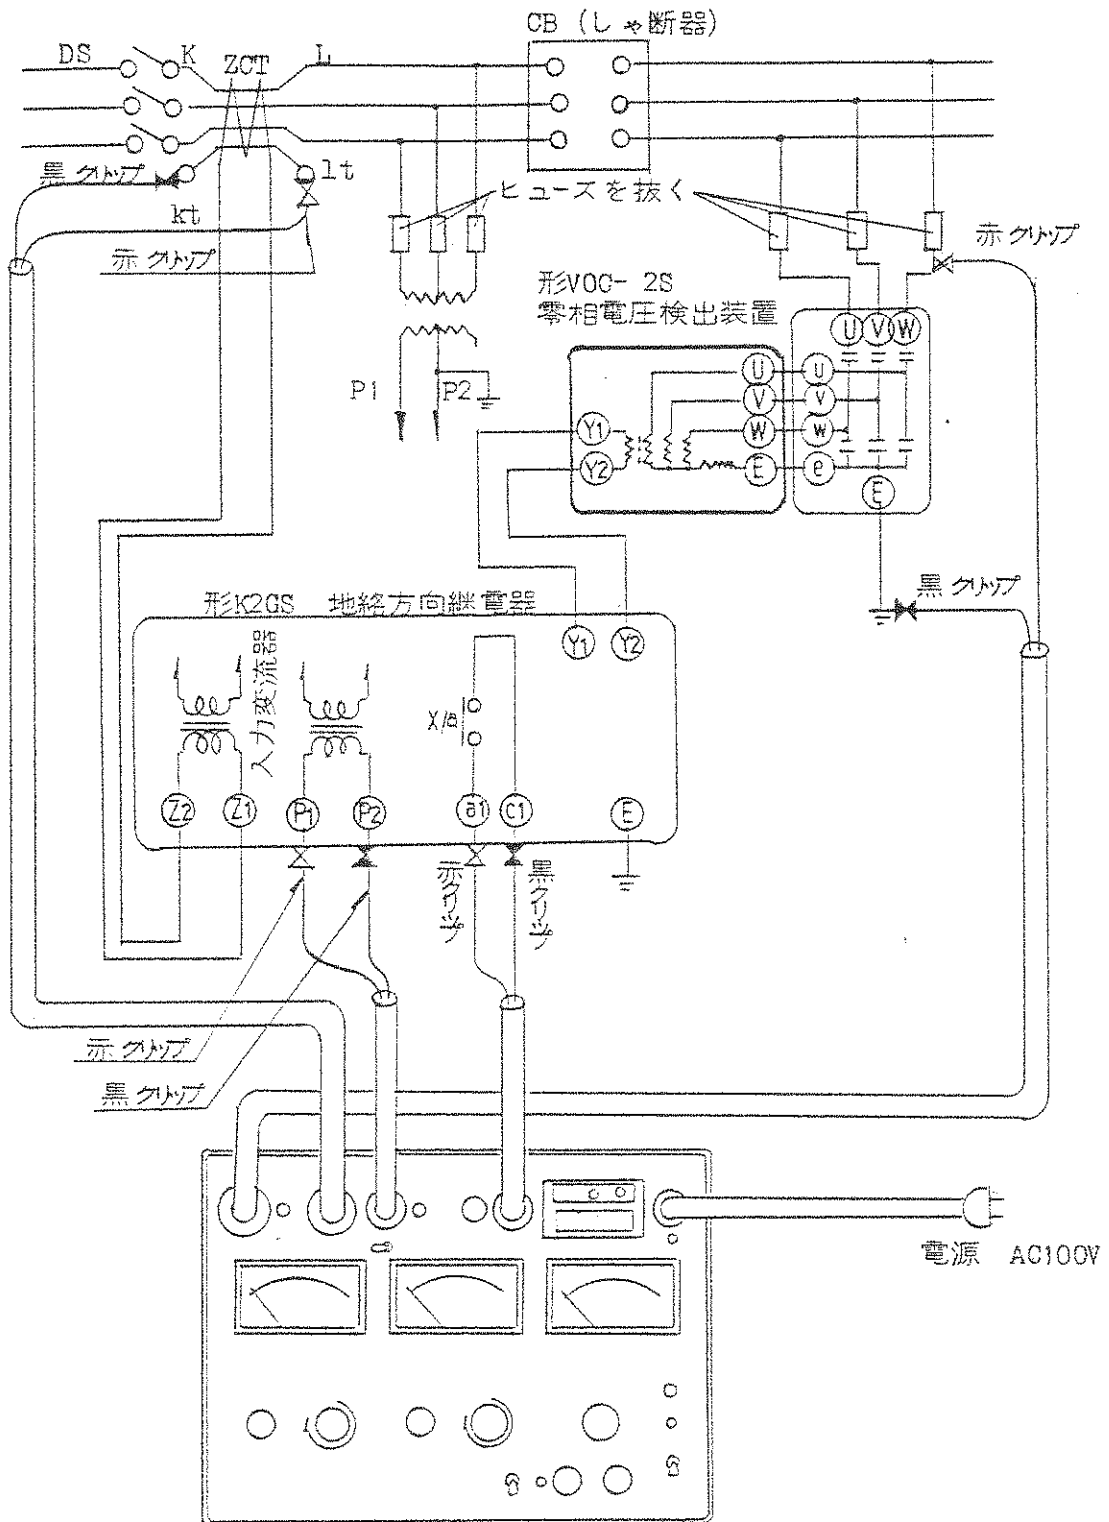 CB (しゃ断器)
DS
K
ZCT
L
黒クリップ
lt
kt
赤クリップ
ヒューズを抜く
赤クリップ
形VOC-2S
零相電圧検出装置
U V W
P1
P2
U u
V v
Y1
W w
Y2
E e
E
黒クリップ
形K2GS 地絡方向継電器
Y1 Y2
入力変流器
X/a
Z2 Z1 P1 P2 a1 c1 E
赤クリップ
黒クリップ
赤クリップ
黒クリップ
電源 AC100V